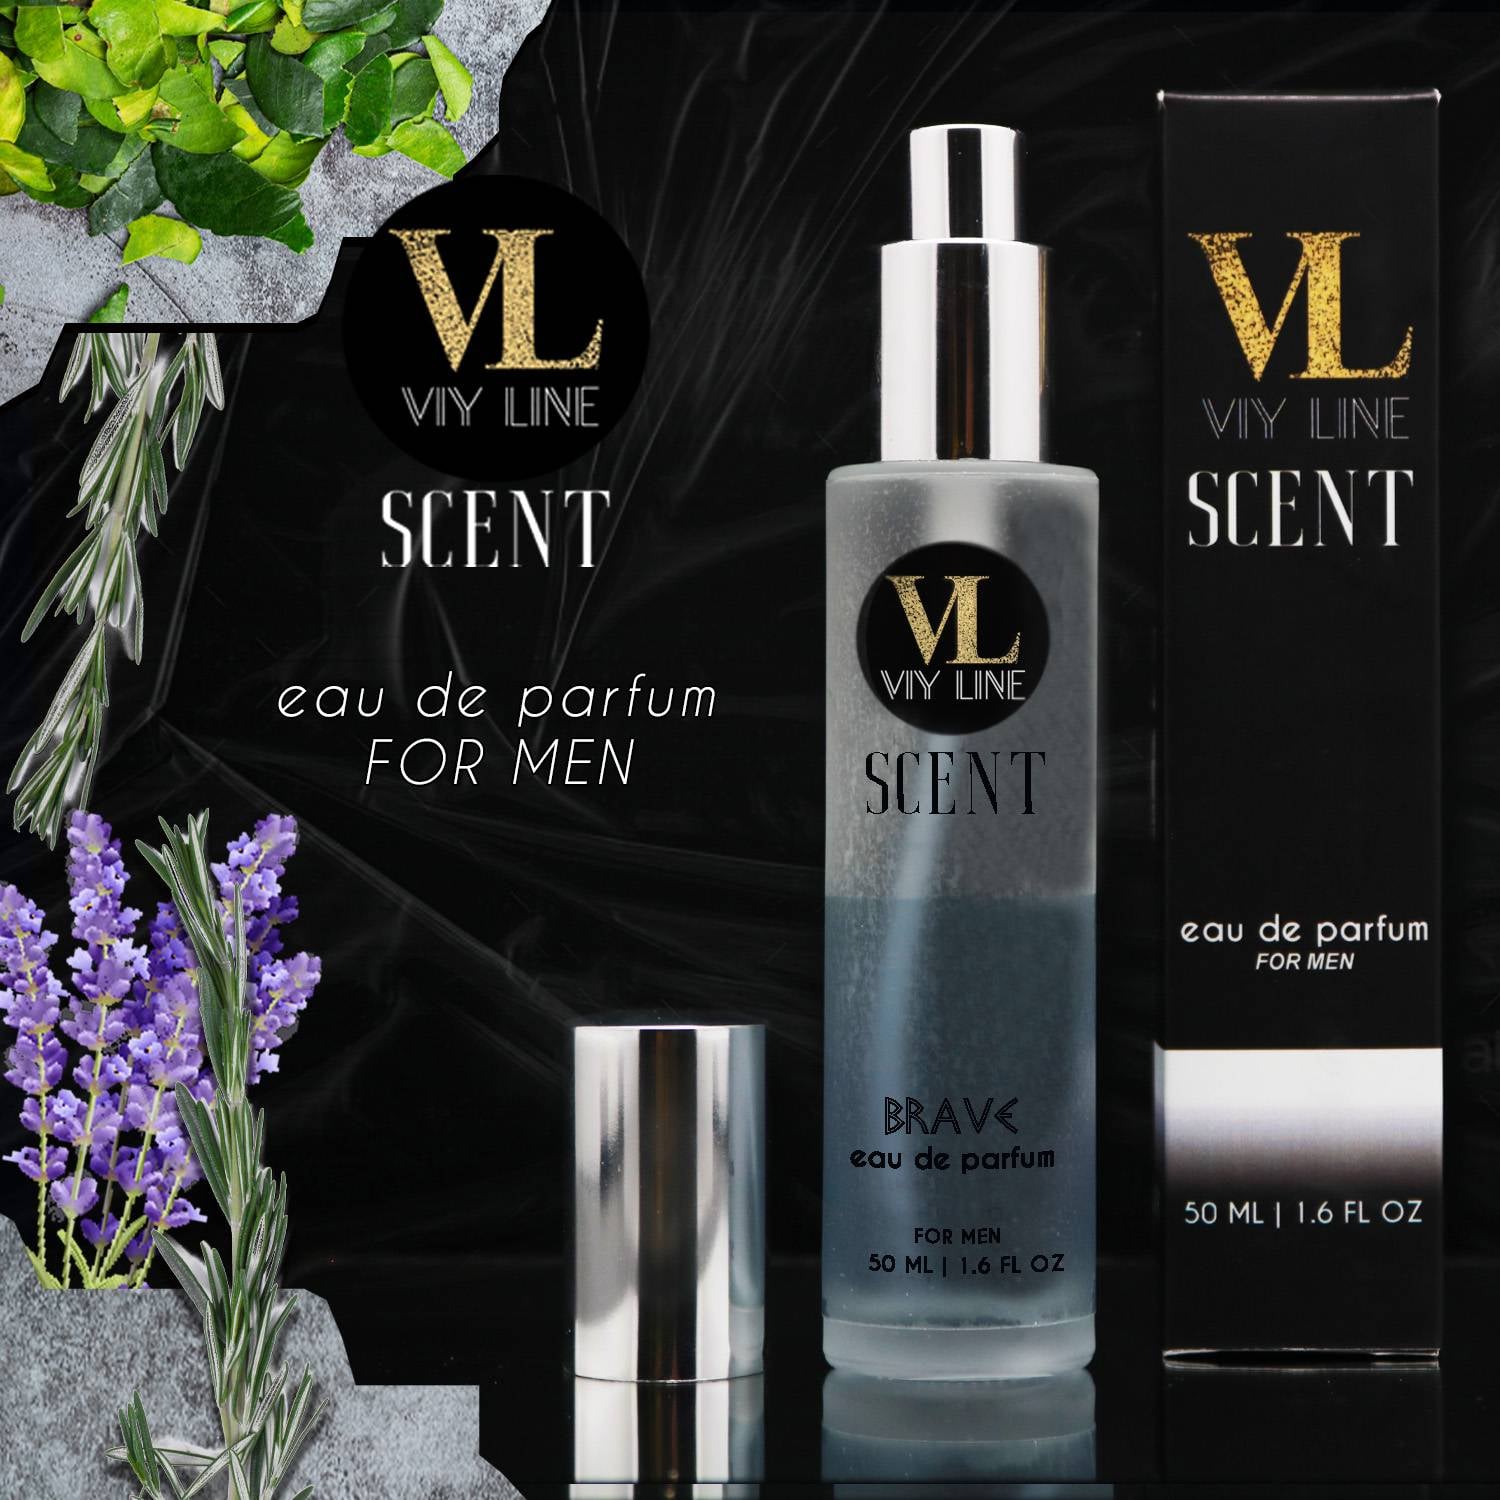 VL
VIY LINE
SCENT
eau de parfum
FOR MEN
VL
VIY LINE
SCENT
BRAVE
eau de parfum
FOR MEN
50 ML | 1.6 FL OZ
VL
VIY LINE
SCENT
eau de parfum
FOR MEN
50 ML | 1.6 FL OZ